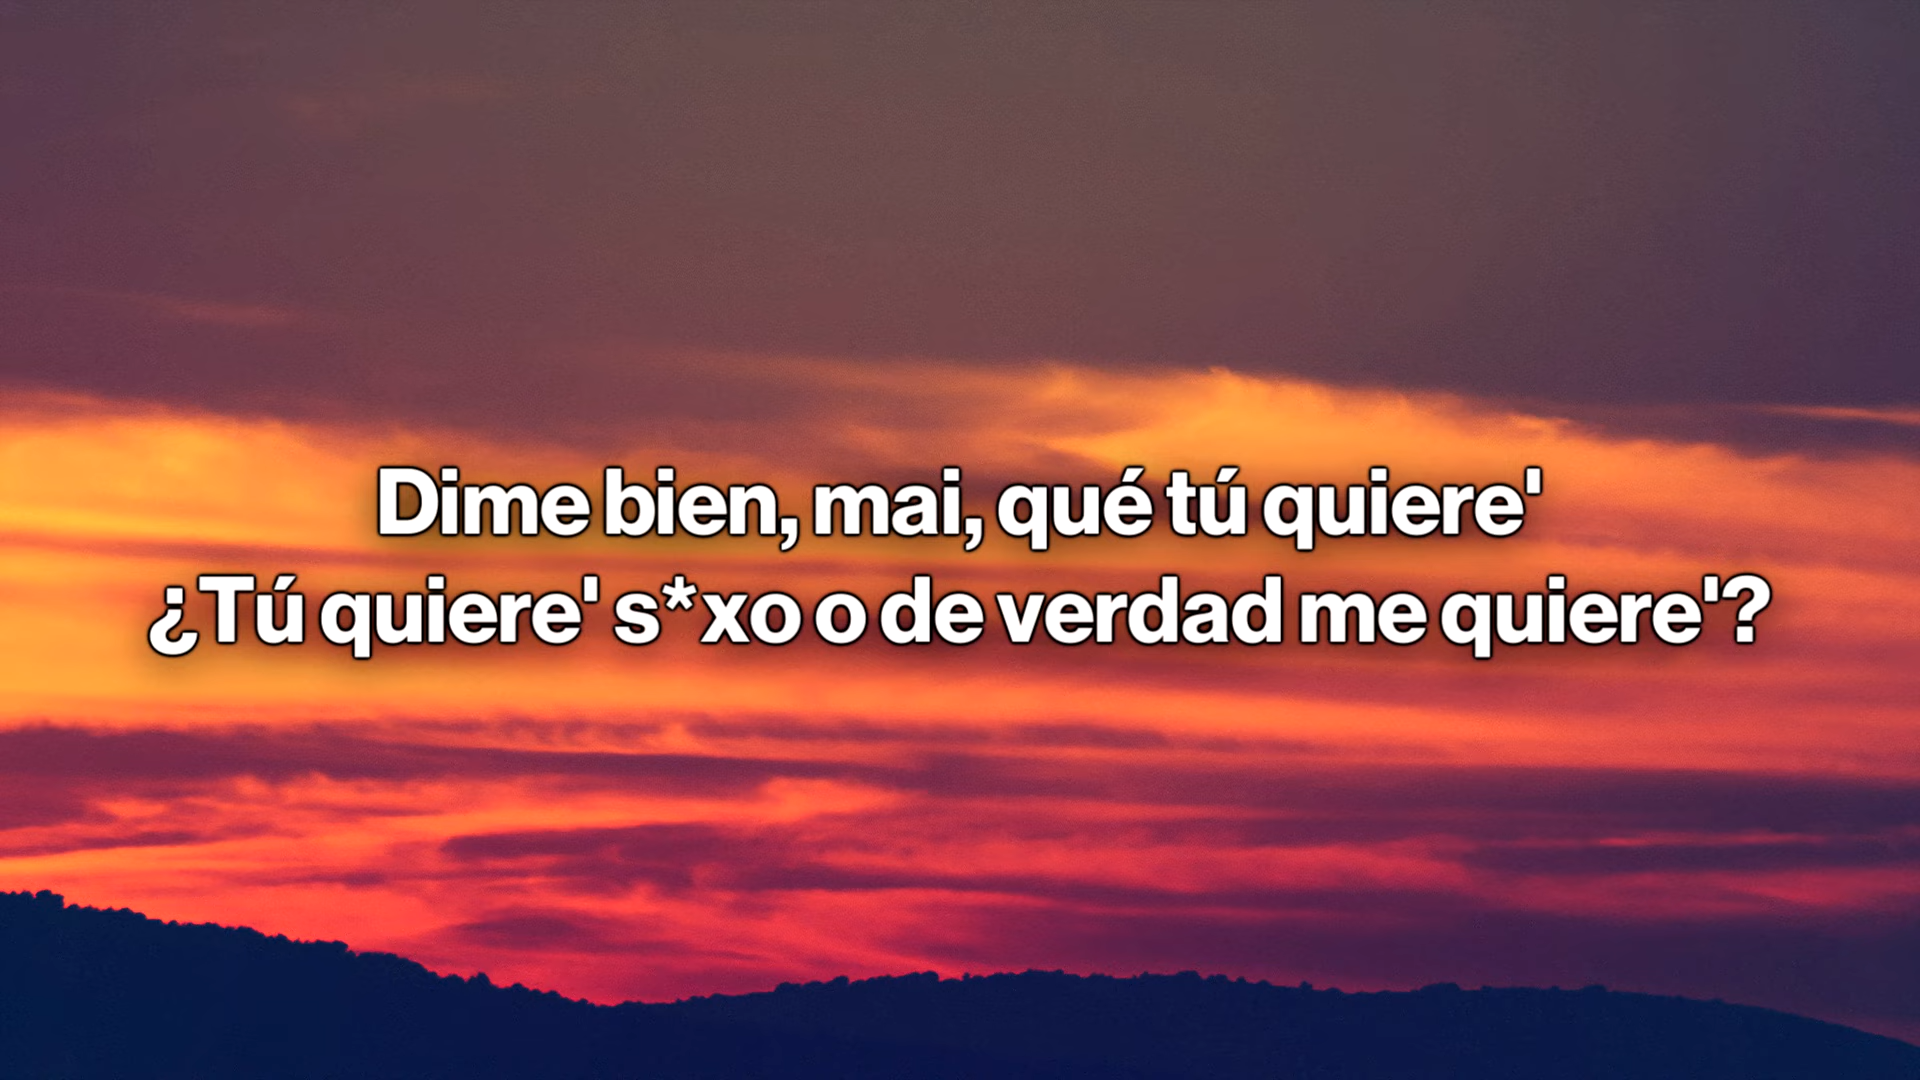 Dime bien, mai, qué tú quiere'
¿Tú quiere' s*xo o de verdad me quiere'?